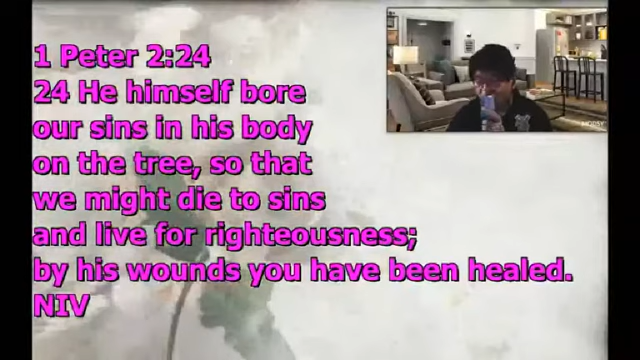 1 Peter 2:24
24 He himself bore
our sins in his body
on the tree, so that
we might die to sins
and live for righteousness;
by his wounds you have been healed.
NIV